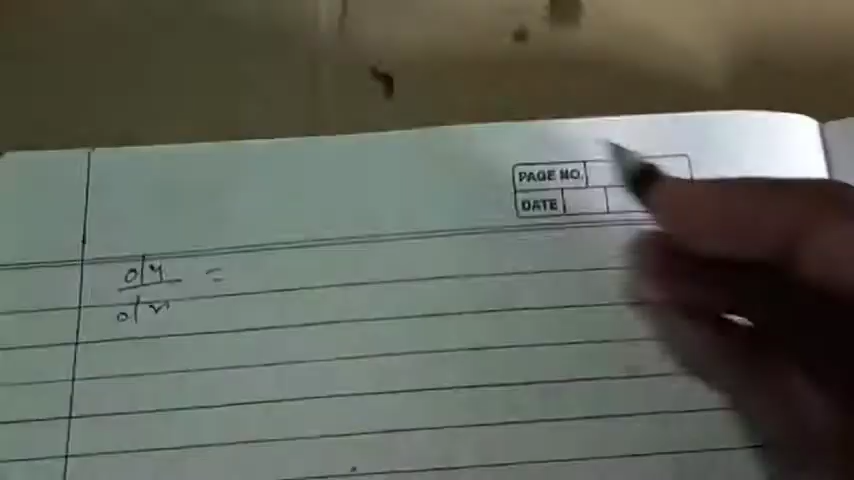 PAGE NO.
DATE
dy =
dx